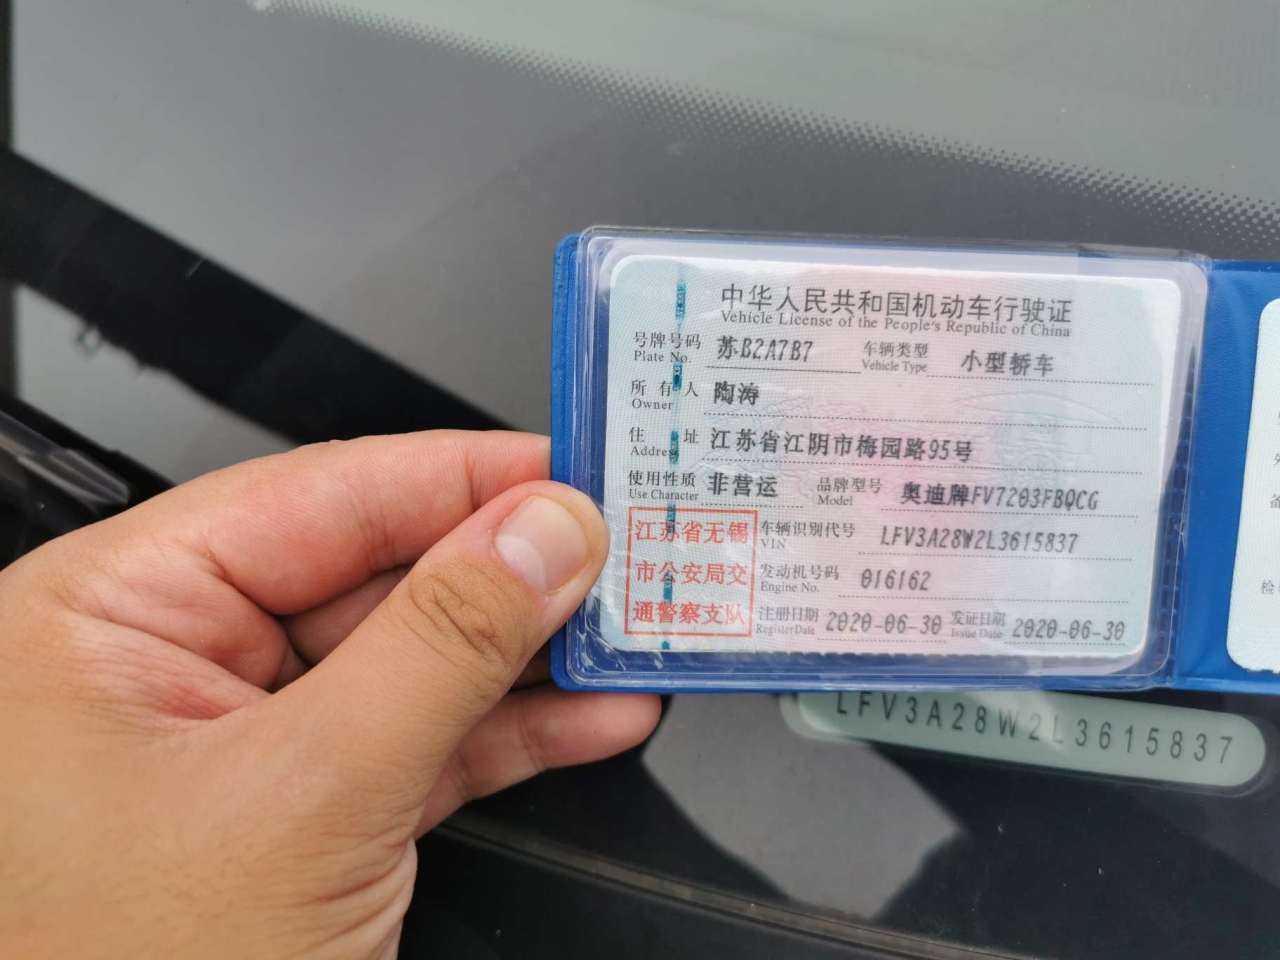 中华人民共和国机动车行驶证
Vehicle License of the People's Republic of China
号牌号码 苏B2A7B7 车辆类型 小型轿车
Plate No. Vehicle Type
所有人 陶涛
Owner
住址 江苏省江阴市梅园路95号
Address
使用性质 非营运 品牌型号 奥迪牌FV7203FBQCG
Use Character Model
江苏省无锡
市公安局交
通警察支队
车辆识别代号 LFV3A28W2L3615837
VIN
发动机号码 016162
Engine No.
注册日期 2020-06-30 发证日期 2020-06-30
Register Date Issue Date
LFV3A28W2L3615837